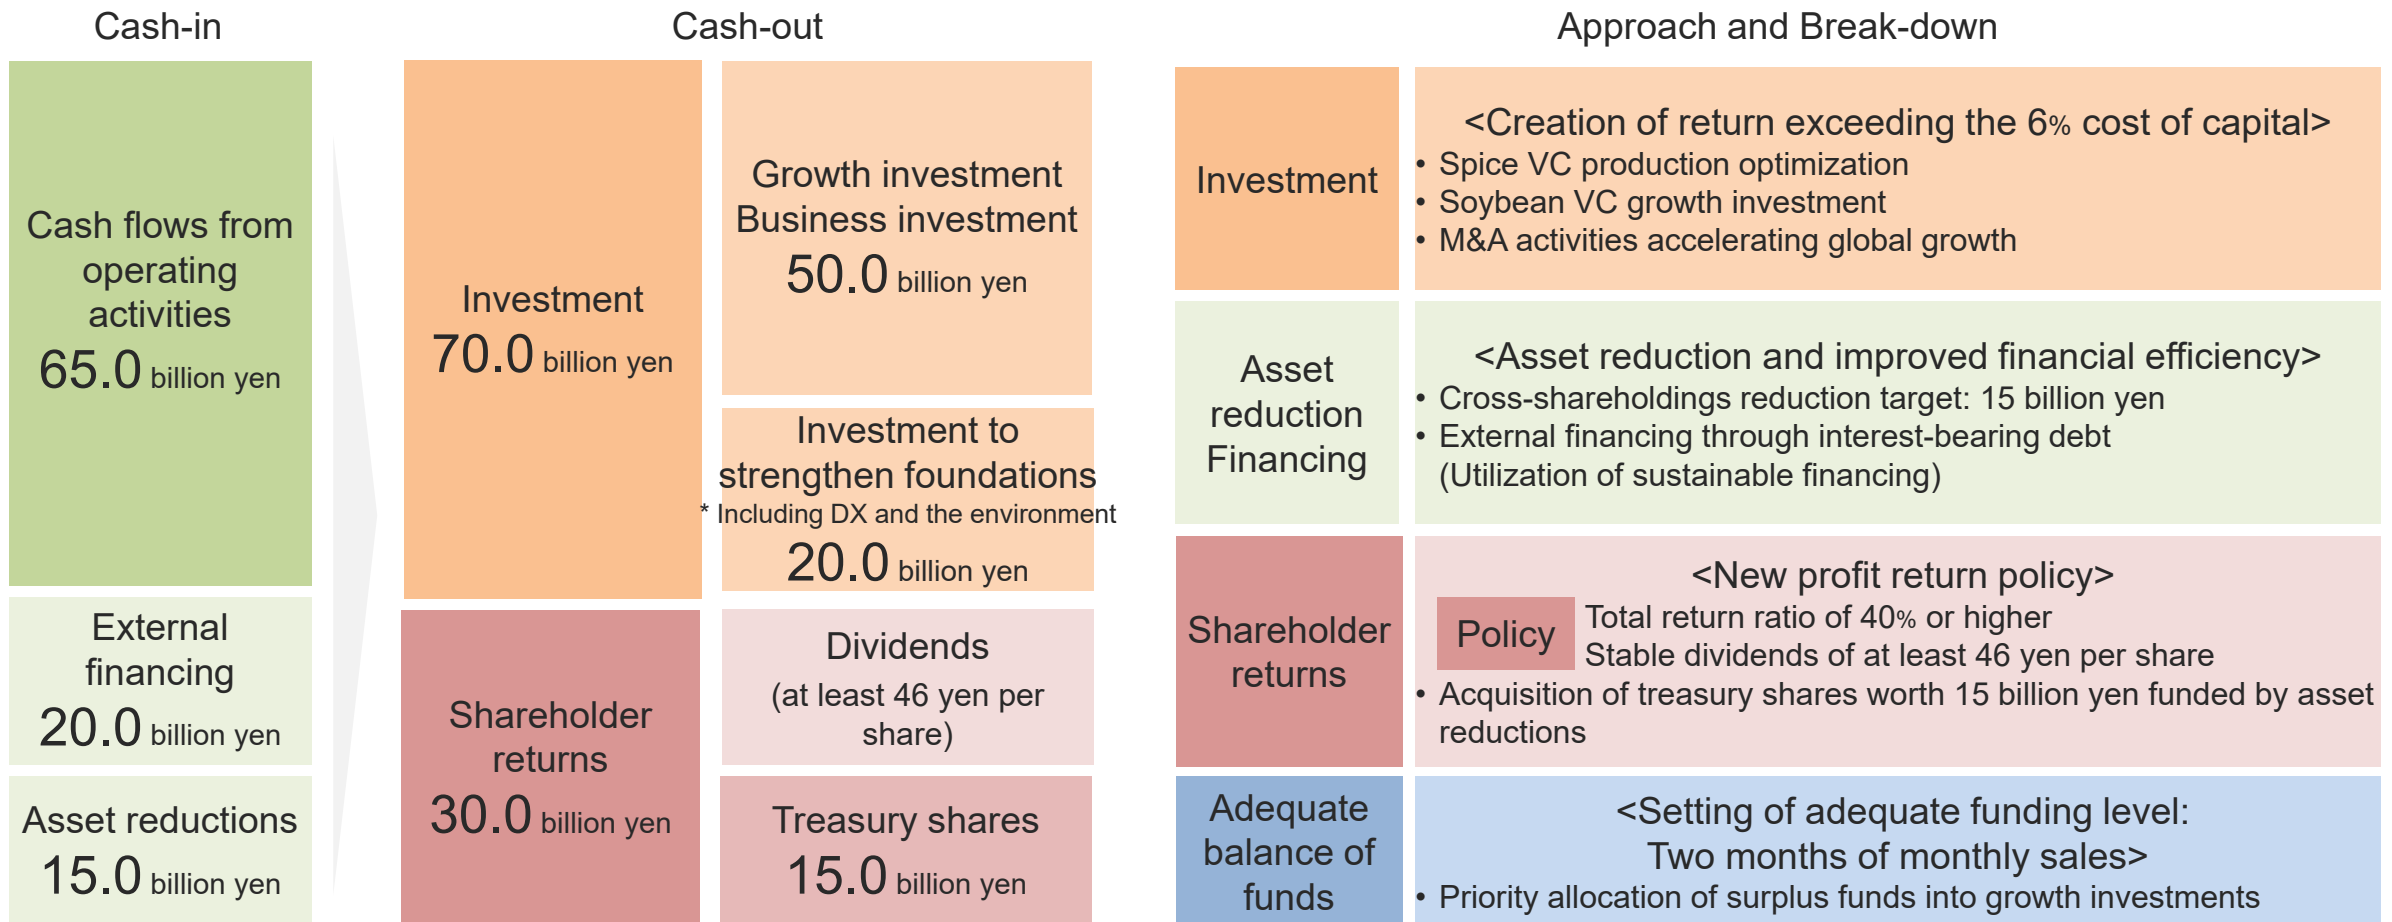 Cash-in
Cash flows from
operating
activities
65.0 billion yen
External
financing
20.0 billion yen
Asset reductions
15.0 billion yen
Cash-out
Investment
70.0 billion yen
Growth investment
Business investment
50.0 billion yen
Investment to
strengthen foundations
* Including DX and the environment
20.0 billion yen
Shareholder
returns
30.0 billion yen
Dividends
(at least 46 yen per
share)
Treasury shares
15.0 billion yen
Approach and Break-down
Investment
<Creation of return exceeding the 6% cost of capital>
• Spice VC production optimization
• Soybean VC growth investment
• M&A activities accelerating global growth
Asset
reduction
Financing
<Asset reduction and improved financial efficiency>
• Cross-shareholdings reduction target: 15 billion yen
• External financing through interest-bearing debt
(Utilization of sustainable financing)
Shareholder
returns
<New profit return policy>
Policy
Total return ratio of 40% or higher
Stable dividends of at least 46 yen per share
• Acquisition of treasury shares worth 15 billion yen funded by asset
reductions
Adequate
balance of
funds
<Setting of adequate funding level:
Two months of monthly sales>
• Priority allocation of surplus funds into growth investments